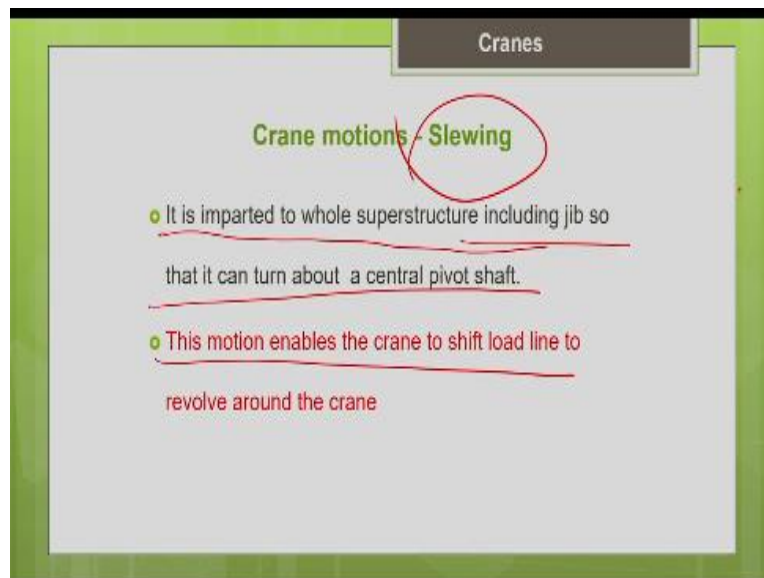 Cranes
Crane motions - Slewing
It is imparted to whole superstructure including jib so
that it can turn about a central pivot shaft.
This motion enables the crane to shift load line to
revolve around the crane